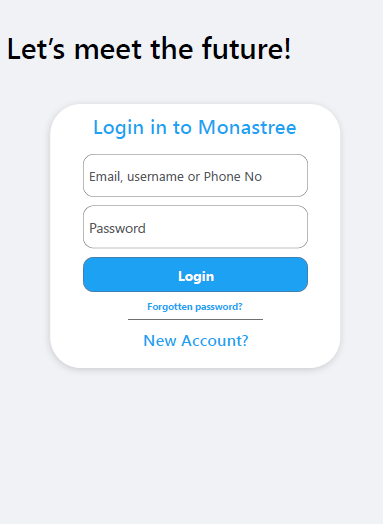 Let’s meet the future!
Login in to Monastree
Email, username or Phone No
Password
Login
Forgotten password?
New Account?